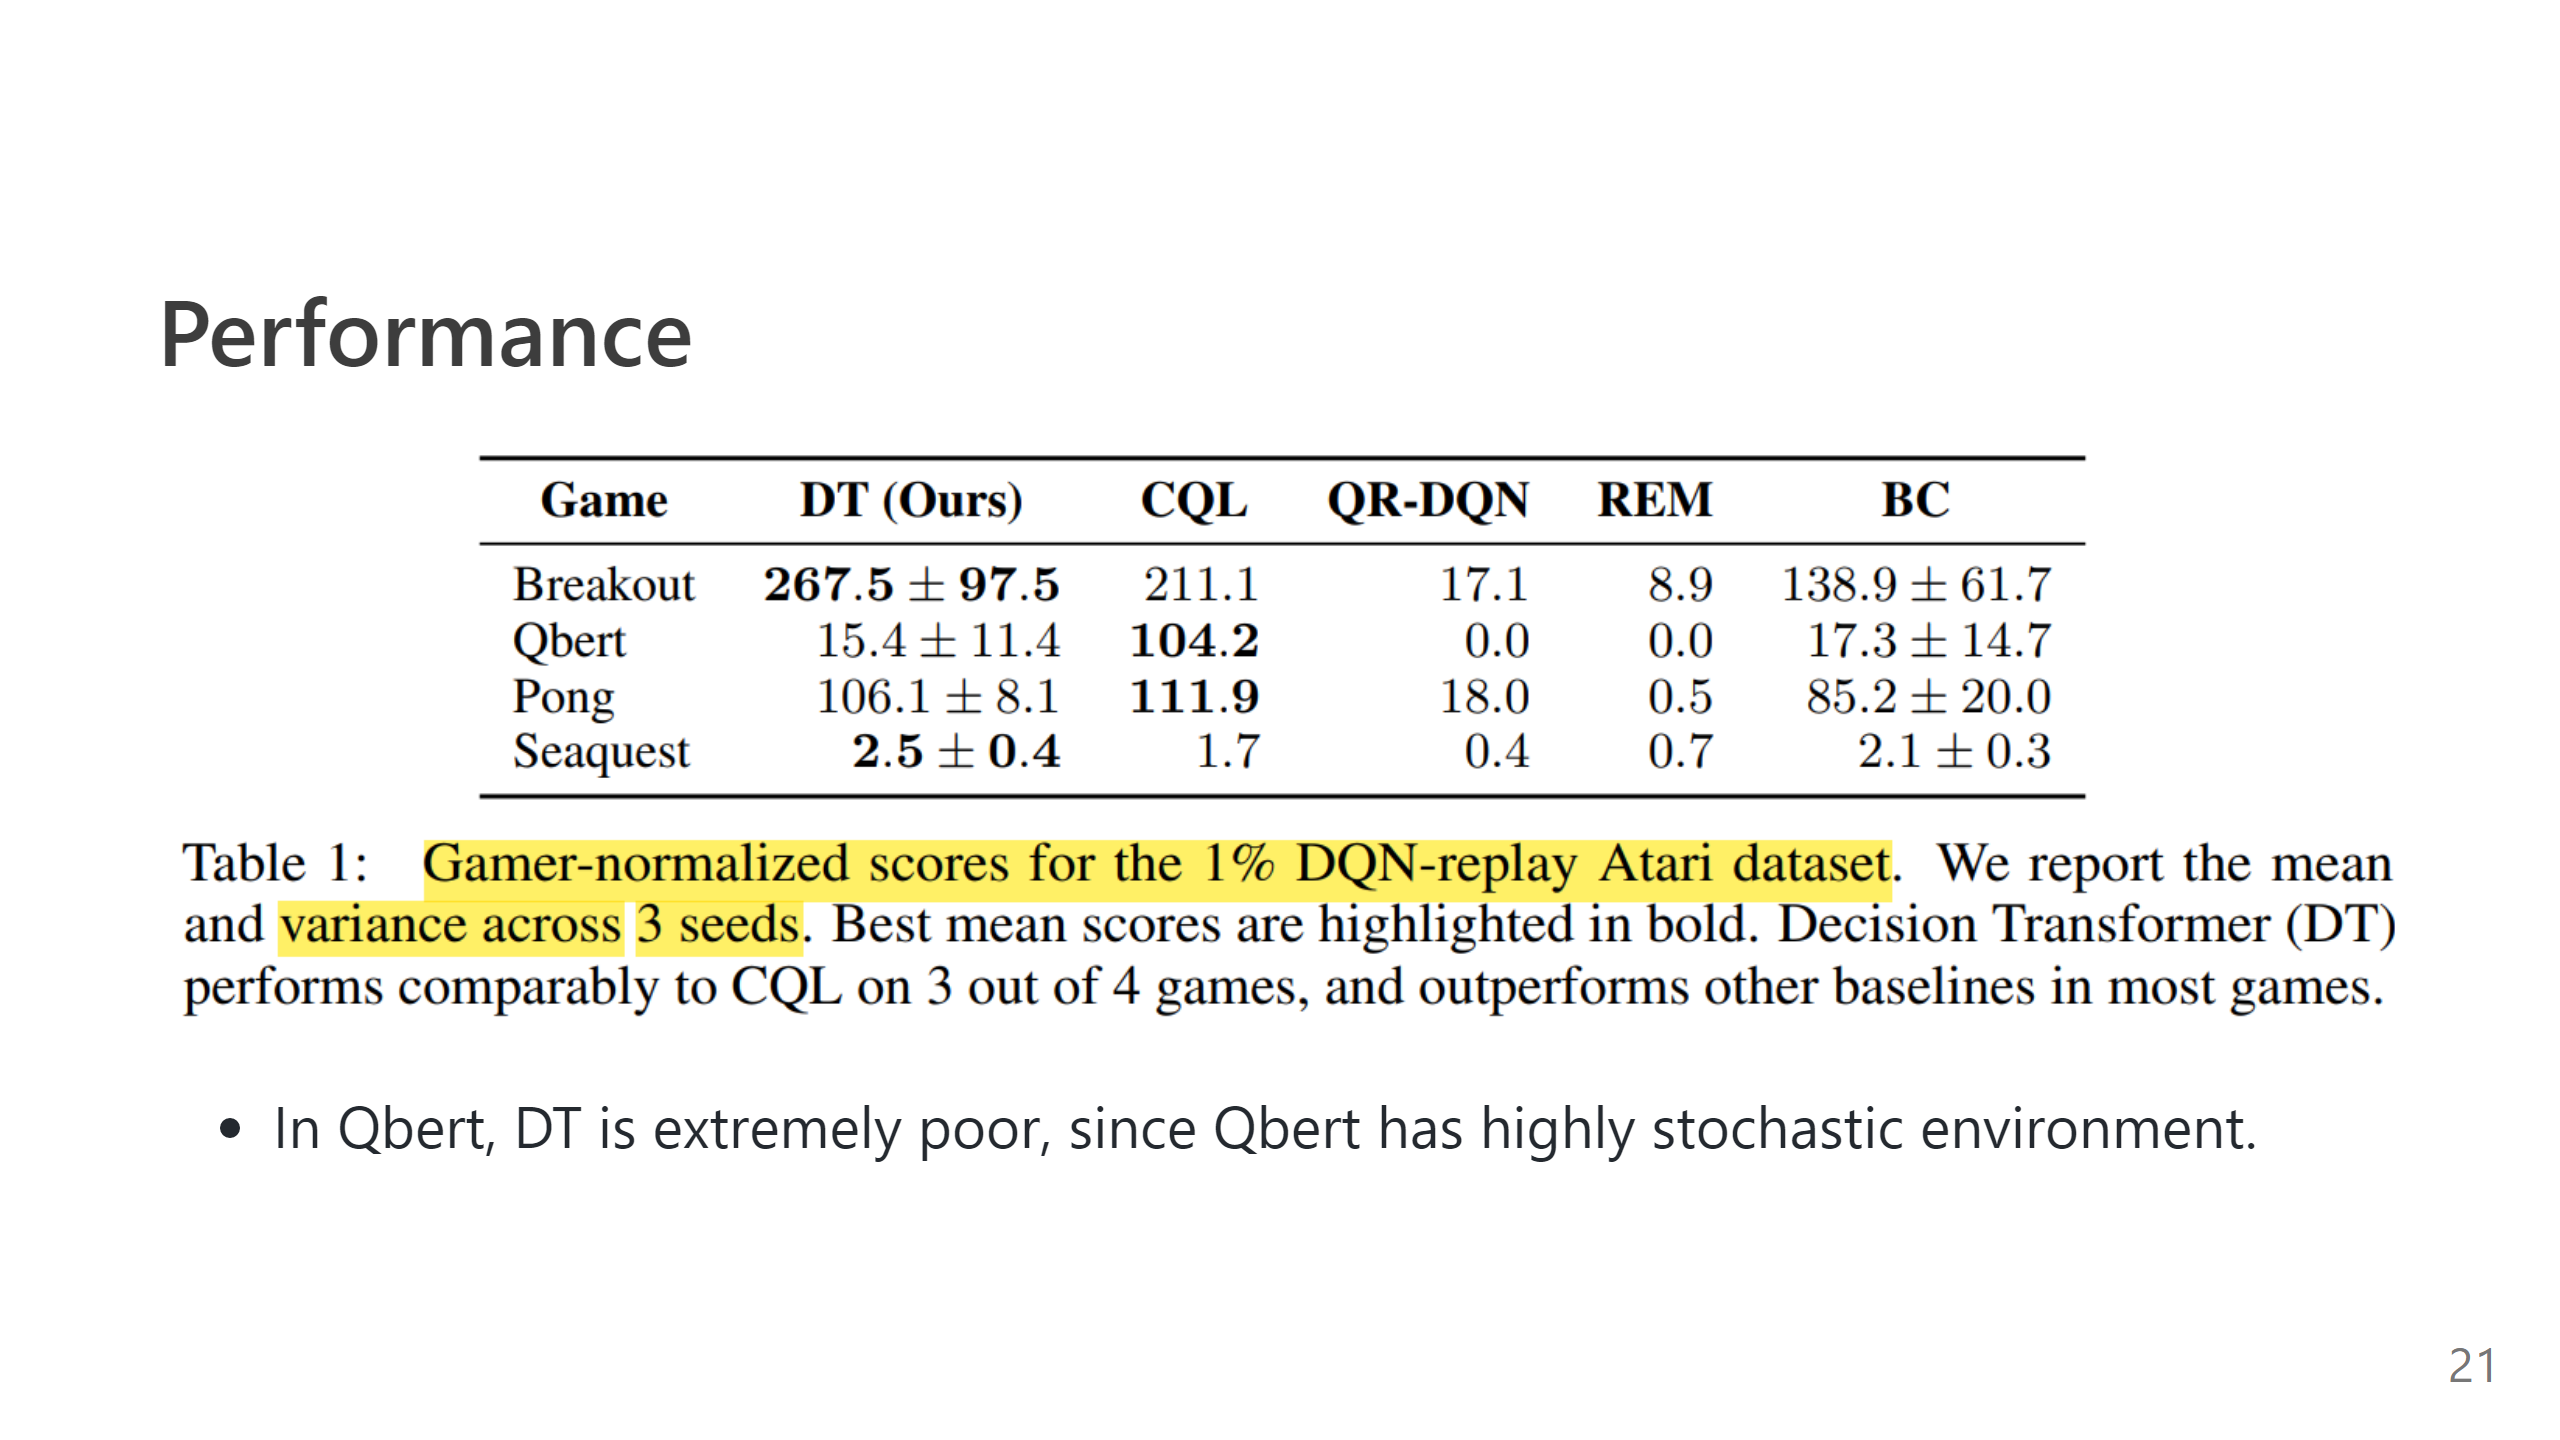 Performance
Game DT (Ours) CQL QR-DQN REM BC
Breakout 267.5 ± 97.5 211.1 17.1 8.9 138.9 ± 61.7
Qbert 15.4 ± 11.4 104.2 0.0 0.0 17.3 ± 14.7
Pong 106.1 ± 8.1 111.9 18.0 0.5 85.2 ± 20.0
Seaquest 2.5 ± 0.4 1.7 0.4 0.7 2.1 ± 0.3
Table 1: Gamer-normalized scores for the 1% DQN-replay Atari dataset. We report the mean
and variance across 3 seeds. Best mean scores are highlighted in bold. Decision Transformer (DT)
performs comparably to CQL on 3 out of 4 games, and outperforms other baselines in most games.
• In Qbert, DT is extremely poor, since Qbert has highly stochastic environment.
21